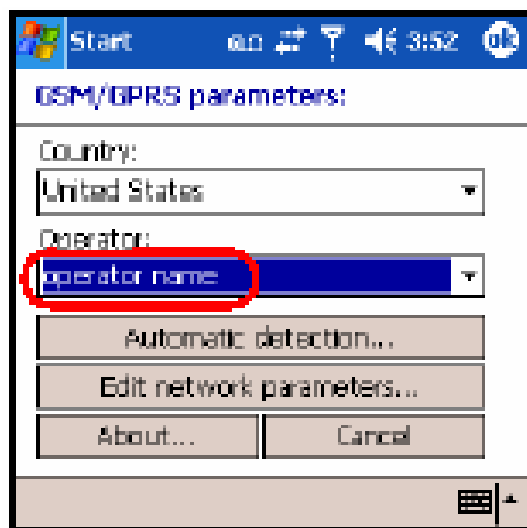 Start 3:52 ok
GSM/GPRS parameters:
Country:
United States
Operator:
operator name
Automatic detection...
Edit network parameters...
About... Cancel